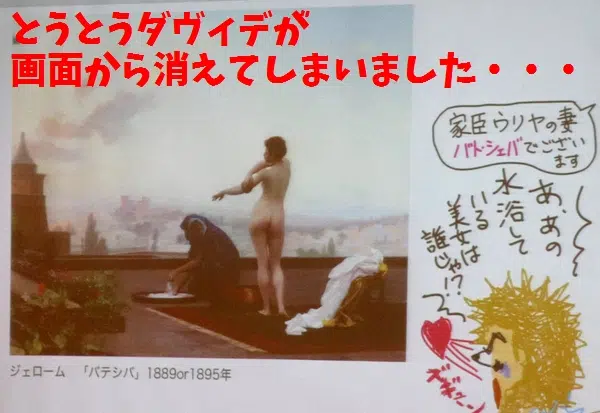 とうとうダヴィデが
画面から消えてしまいました・・・
家臣ウリヤの妻
バト・シェバでござい
ます
あ、あの
水浴して
いる
美女は
誰じゃ!?
ズギューン
ジェローム 「バテシバ」1889or1895年